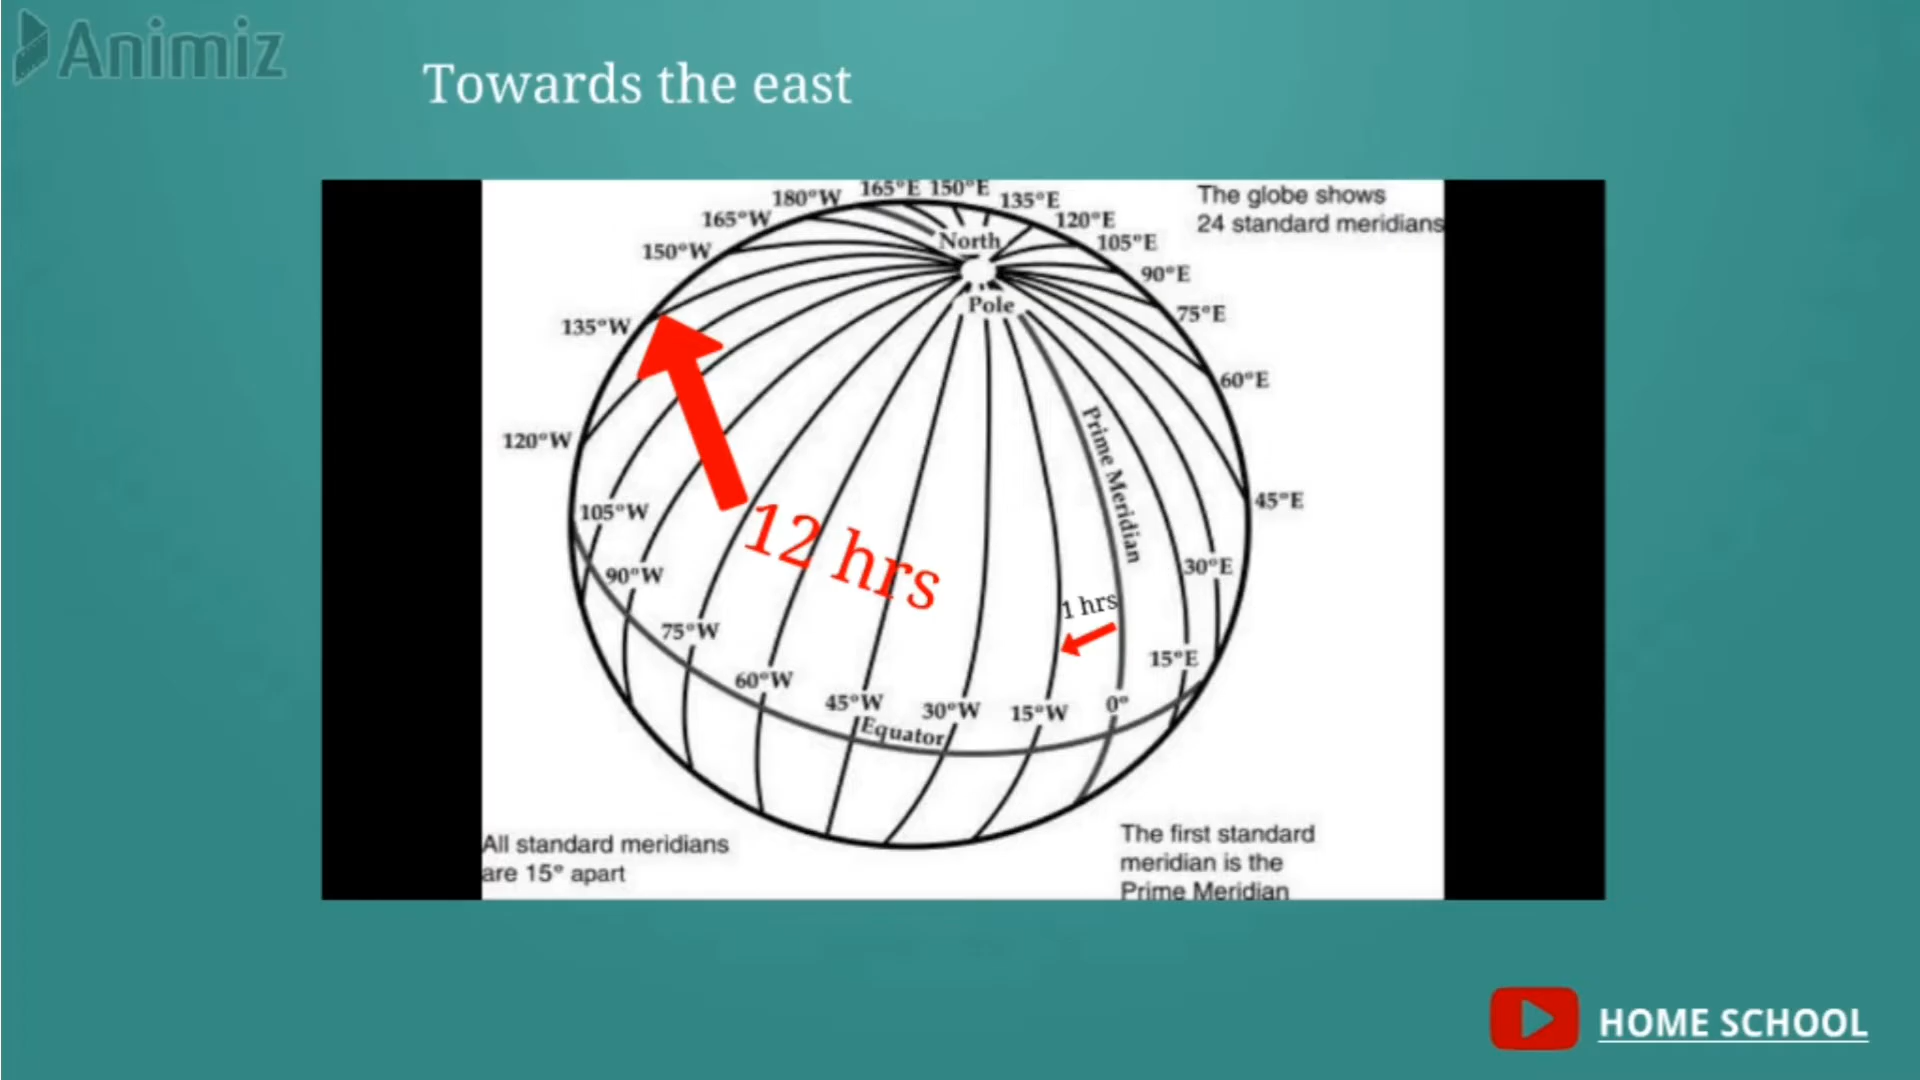 Animiz
Towards the east
The globe shows
24 standard meridians
180°W
165°E
150°E
135°E
165°W
120°E
150°W
North
105°E
90°E
Pole
75°E
135°W
60°E
120°W
Prime Meridian
45°E
105°W
12 hrs
30°E
90°W
1 hrs
75°W
15°E
60°W
45°W
30°W
15°W
0°
Equator
All standard meridians
are 15° apart
The first standard
meridian is the
Prime Meridian
HOME SCHOOL